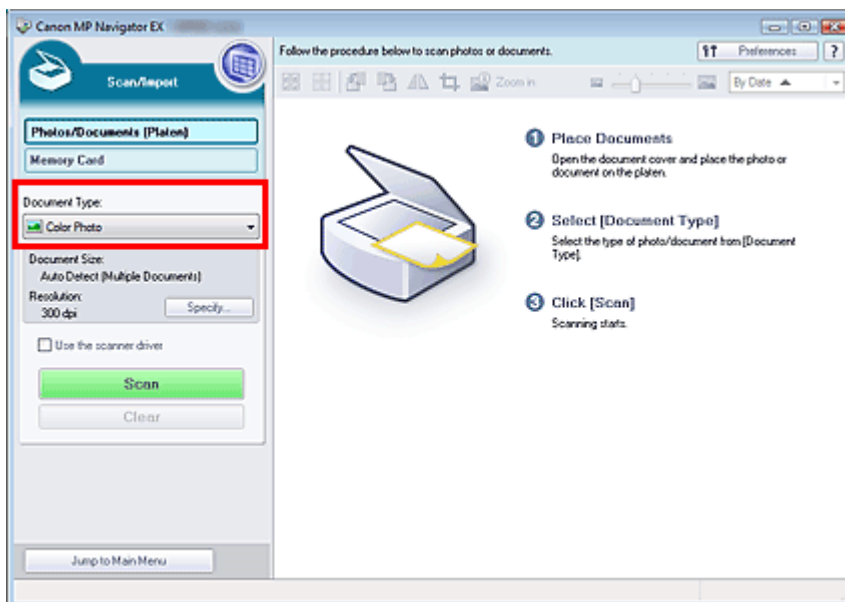 Canon MP Navigator EX
Scan/Import
Photos/Documents (Platen)
Memory Card
Document Type:
Color Photo
Document Size:
Auto Detect (Multiple Documents)
Resolution:
300 dpi
Specify...
Use the scanner driver
Scan
Clear
Jump to Main Menu
Follow the procedure below to scan photos or documents.
Preferences
?
Zoom in
By Date
1 Place Documents
Open the document cover and place the photo or
document on the platen.
2 Select [Document Type]
Select the type of photo/document from [Document
Type].
3 Click [Scan]
Scanning starts.